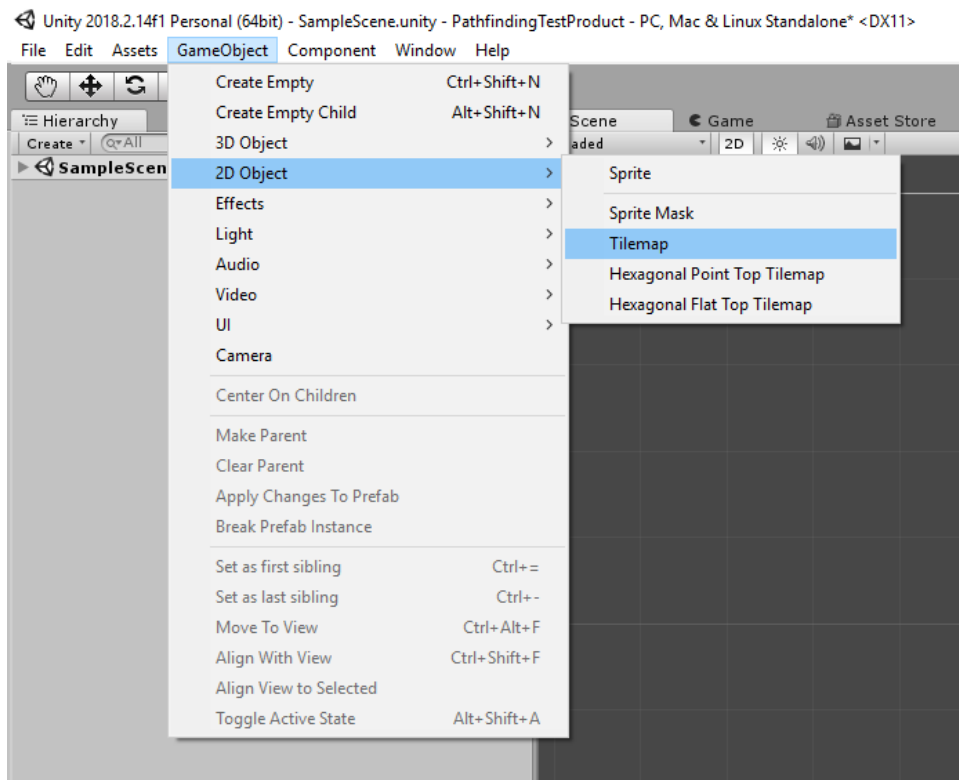 Unity 2018.2.14f1 Personal (64bit) - SampleScene.unity - PathfindingTestProduct - PC, Mac & Linux Standalone* <DX11>
File Edit Assets GameObject Component Window Help
Hierarchy
Create All
SampleScen
Create Empty Ctrl+Shift+N
Create Empty Child Alt+Shift+N
3D Object
2D Object
Effects
Light
Audio
Video
UI
Camera
Center On Children
Make Parent
Clear Parent
Apply Changes To Prefab
Break Prefab Instance
Set as first sibling Ctrl+=
Set as last sibling Ctrl+-
Move To View Ctrl+Alt+F
Align With View Ctrl+Shift+F
Align View to Selected
Toggle Active State Alt+Shift+A
Scene Game Asset Store
aded 2D
Sprite
Sprite Mask
Tilemap
Hexagonal Point Top Tilemap
Hexagonal Flat Top Tilemap